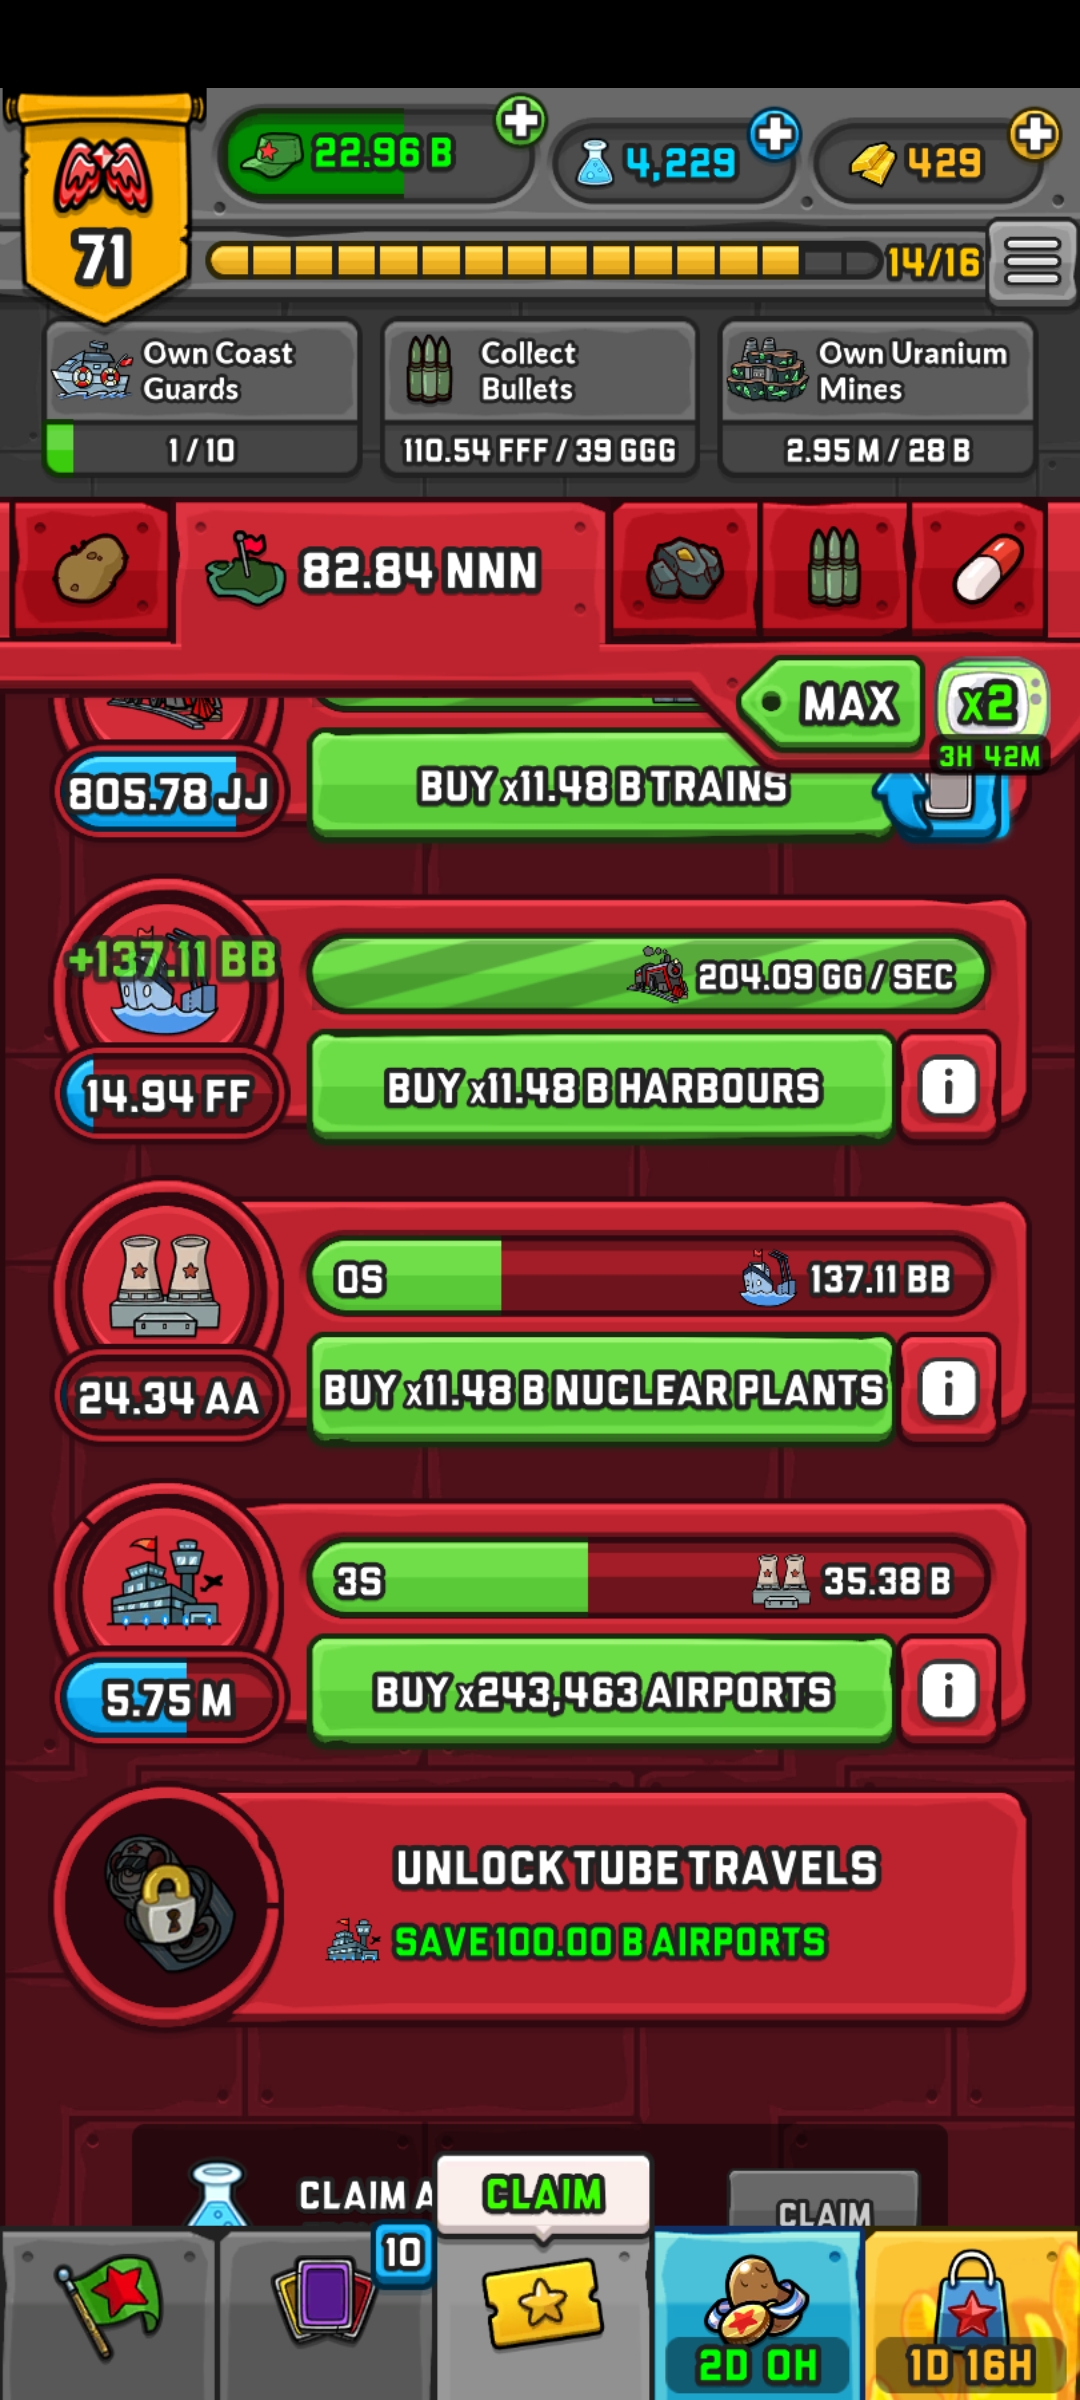 22.96 B
4,229
429
71
14/16
Own Coast
Guards
1 / 10
Collect
Bullets
110.54 FFF / 39 GGG
Own Uranium
Mines
2.95 M / 28 B
82.84 NNN
MAX
x2
3H 42M
805.78 JJ
BUY x11.48 B TRAINS
+137.11 BB
204.09 GG / SEC
14.94 FF
BUY x11.48 B HARBOURS
i
0S
137.11 BB
24.34 AA
BUY x11.48 B NUCLEAR PLANTS
i
3S
35.38 B
5.75 M
BUY x243,463 AIRPORTS
i
UNLOCK TUBE TRAVELS
SAVE 100.00 B AIRPORTS
CLAIM A
CLAIM
CLAIM
10
2D 0H
1D 16H